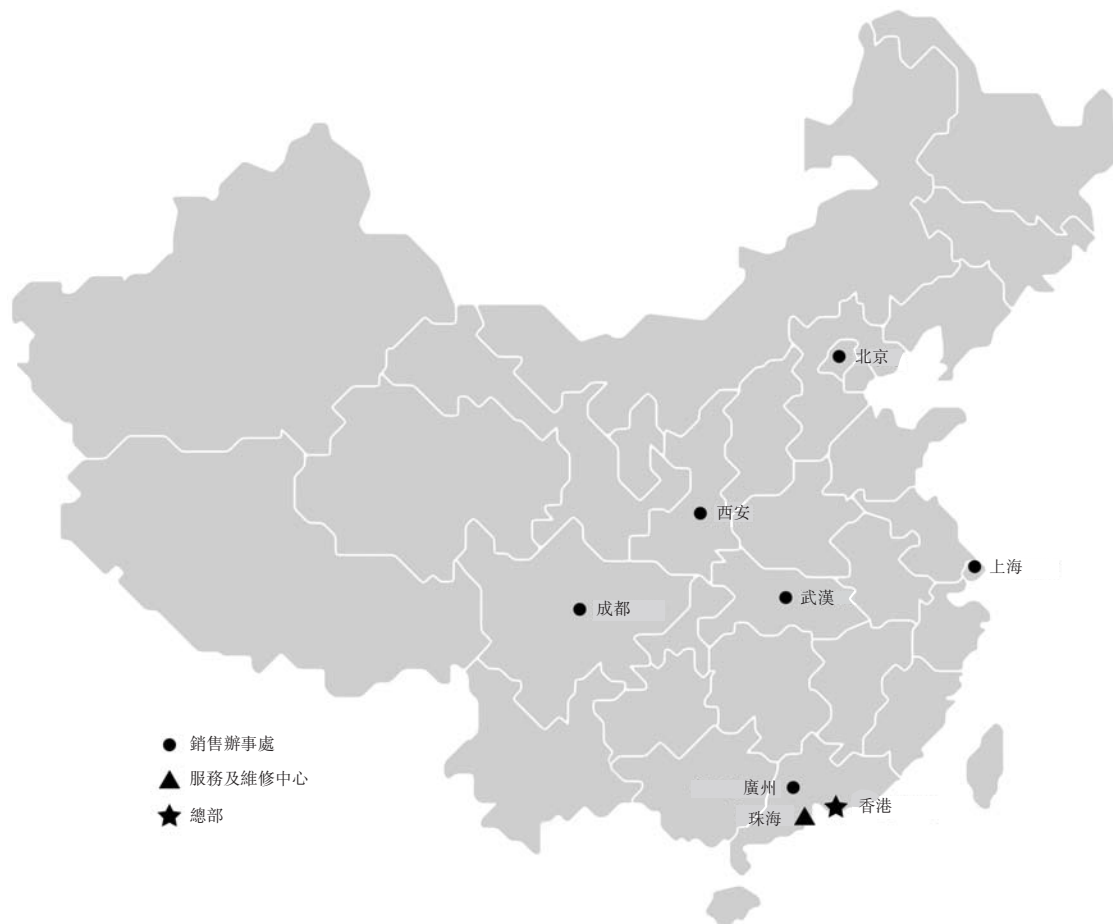 北京
西安
上海
武漢
成都
銷售辦事處
服務及維修中心
總部
廣州
香港
珠海